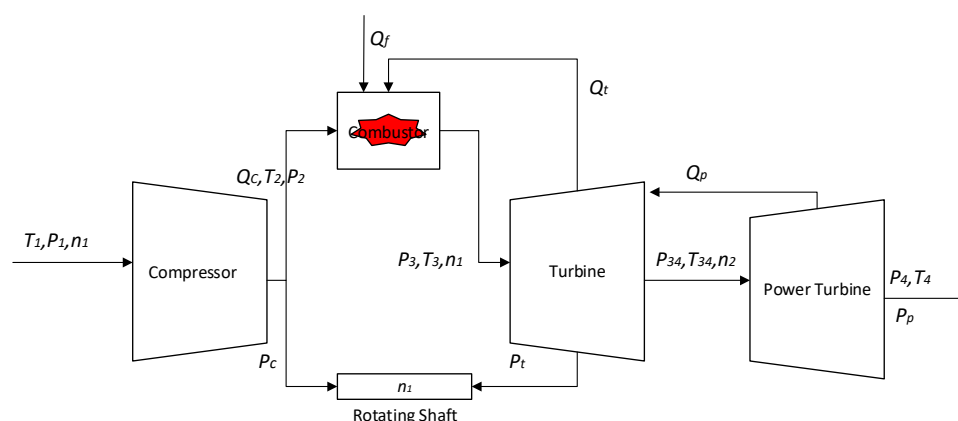 Qf
Qt
Combustor
QC,T2,P2
Qp
T1,P1,n1
Compressor
P3,T3,n1
Turbine
P34,T34,n2
Power Turbine
P4,T4
Pp
Pc
Pt
n1
Rotating Shaft